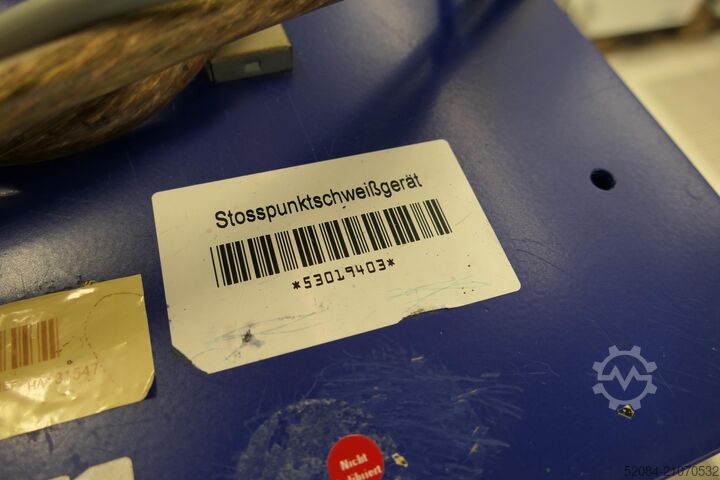 Stosspunktschweißgerät
*53019403*
HA 31547
Nicht
52084-21070532